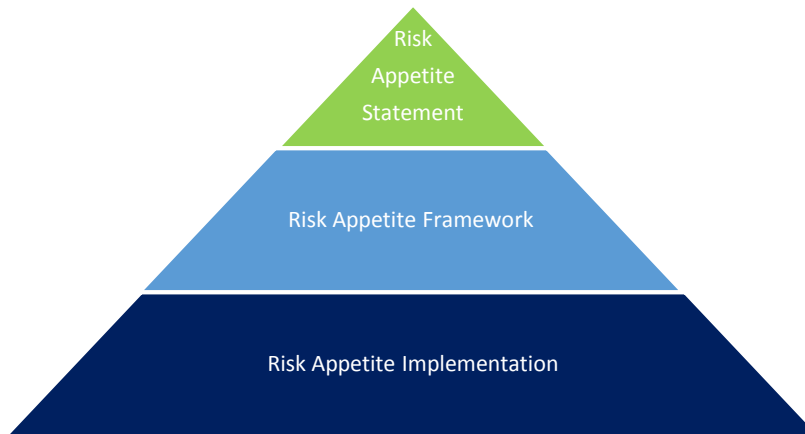 Risk
Appetite
Statement
Risk Appetite Framework
Risk Appetite Implementation